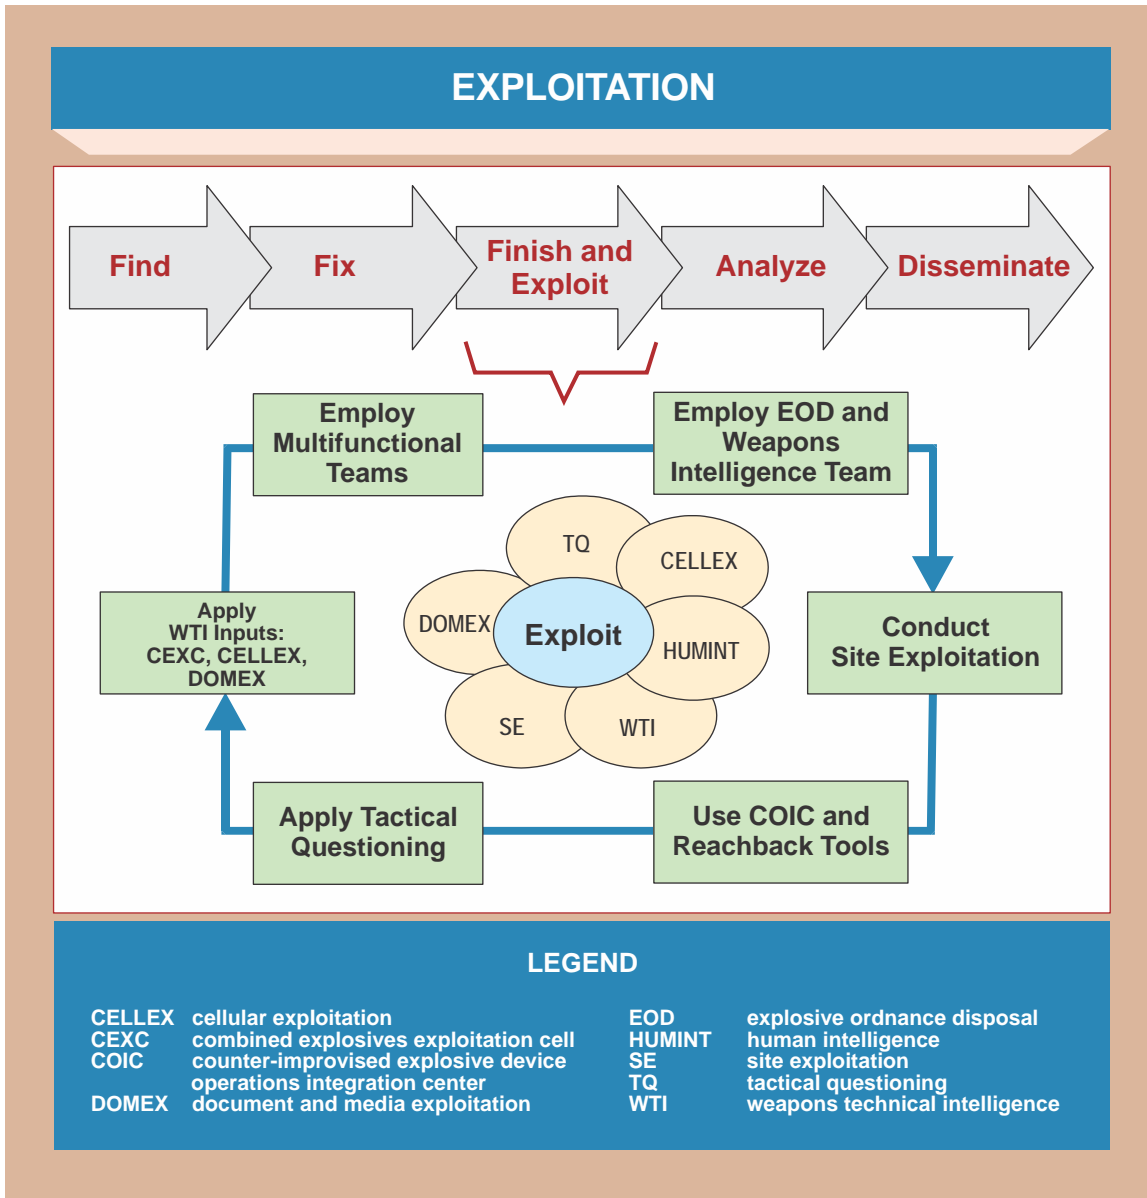 EXPLOITATION
Find
Fix
Finish and
Exploit
Analyze
Disseminate
Employ
Multifunctional
Teams
Employ EOD and
Weapons
Intelligence Team
TQ
CELLEX
DOMEX
Exploit
HUMINT
SE
WTI
Apply
WTI Inputs:
CEXC, CELLEX,
DOMEX
Conduct
Site Exploitation
Apply Tactical
Questioning
Use COIC and
Reachback Tools
LEGEND
CELLEX cellular exploitation
CEXC combined explosives exploitation cell
COIC counter-improvised explosive device
operations integration center
DOMEX document and media exploitation
EOD explosive ordnance disposal
HUMINT human intelligence
SE site exploitation
TQ tactical questioning
WTI weapons technical intelligence